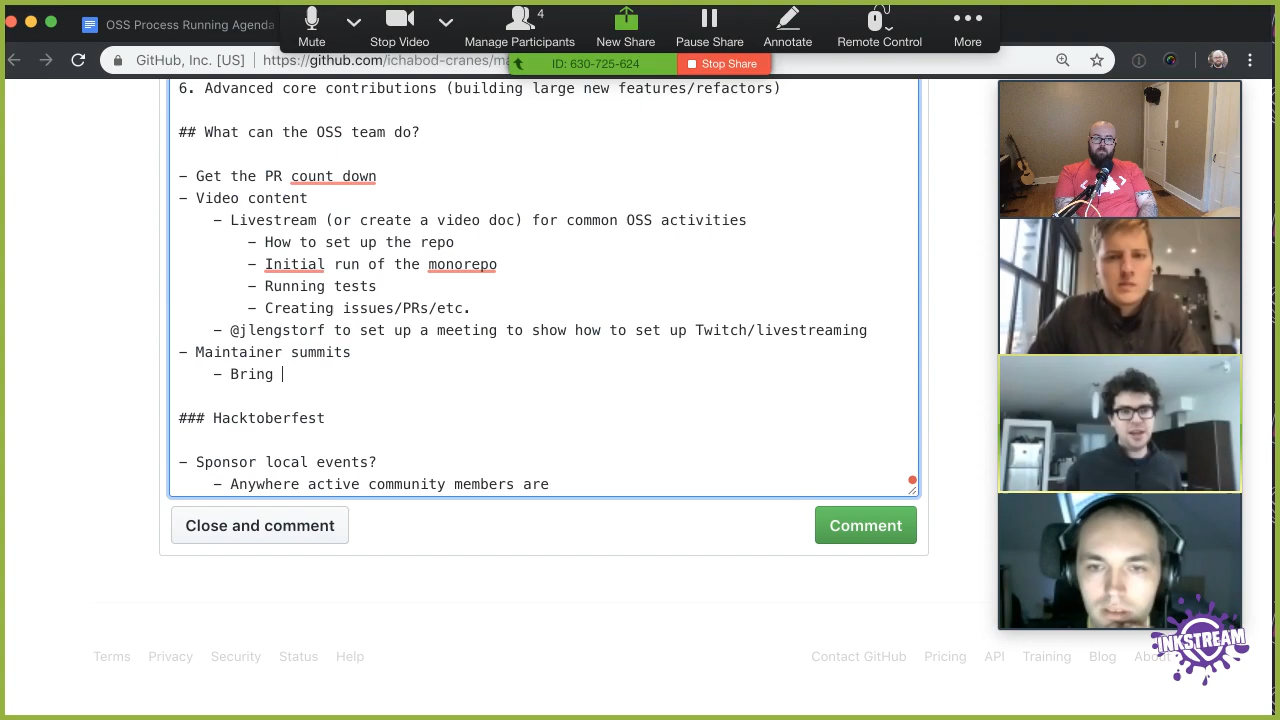 OSS Process Running Agenda
4
Mute
Stop Video
Manage Participants
New Share
Pause Share
Annotate
Remote Control
More
GitHub, Inc. [US]
https://github.com/ichabod-cranes/ma
ID: 630-725-624
Stop Share
6. Advanced core contributions (building large new features/refactors)
## What can the OSS team do?
- Get the PR count down
- Video content
- Livestream (or create a video doc) for common OSS activities
- How to set up the repo
- Initial run of the monorepo
- Running tests
- Creating issues/PRs/etc.
- @jlengstorf to set up a meeting to show how to set up Twitch/livestreaming
- Maintainer summits
- Bring
### Hacktoberfest
- Sponsor local events?
- Anywhere active community members are
Close and comment
Comment
Terms
Privacy
Security
Status
Help
Contact GitHub
Pricing
API
Training
Blog
About
INKSTREAM